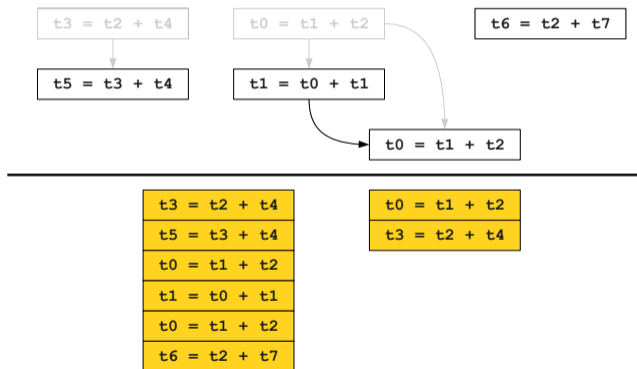 t3 = t2 + t4
t0 = t1 + t2
t6 = t2 + t7
t5 = t3 + t4
t1 = t0 + t1
t0 = t1 + t2
t3 = t2 + t4
t5 = t3 + t4
t0 = t1 + t2
t1 = t0 + t1
t0 = t1 + t2
t6 = t2 + t7
t0 = t1 + t2
t3 = t2 + t4